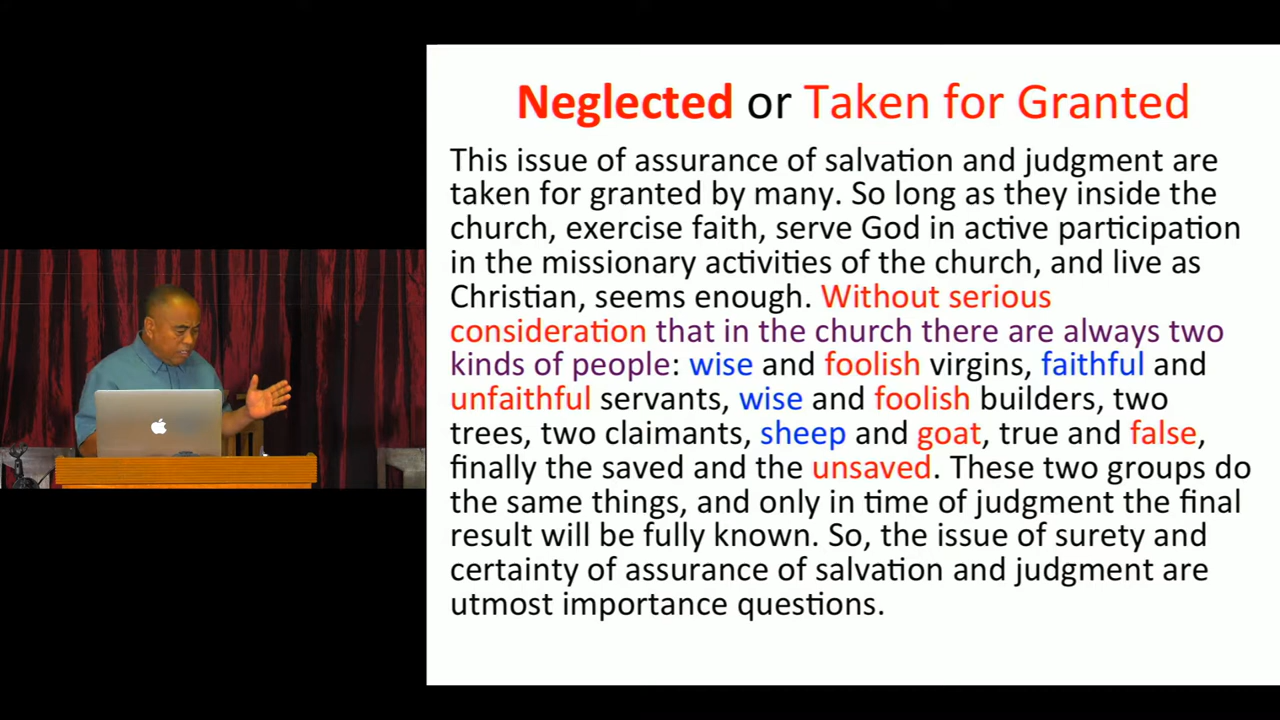 Neglected or Taken for Granted
This issue of assurance of salvation and judgment are
taken for granted by many. So long as they inside the
church, exercise faith, serve God in active participation
in the missionary activities of the church, and live as
Christian, seems enough. Without serious
consideration that in the church there are always two
kinds of people: wise and foolish virgins, faithful and
unfaithful servants, wise and foolish builders, two
trees, two claimants, sheep and goat, true and false,
finally the saved and the unsaved. These two groups do
the same things, and only in time of judgment the final
result will be fully known. So, the issue of surety and
certainty of assurance of salvation and judgment are
utmost importance questions.